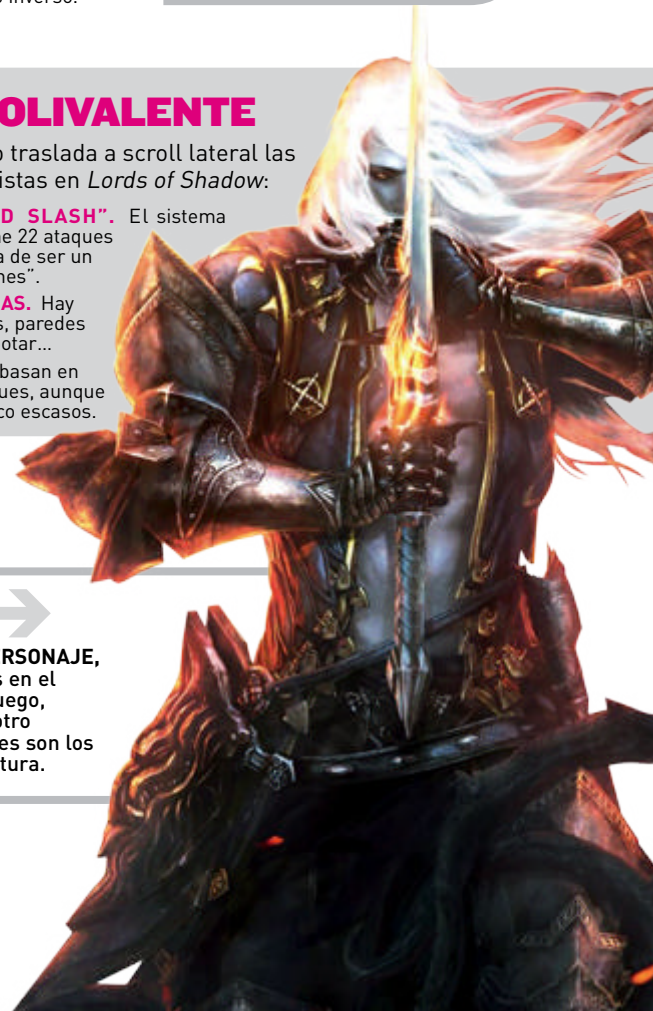 inverso.
OLIVALENTE
o traslada a scroll lateral las
istas en Lords of Shadow:
D SLASH”. El sistema
ne 22 ataques
a de ser un
nes”.
AS. Hay
s, paredes
otar...
basan en
ues, aunque
co escasos.
ERSONAJE,
s en el
uego,
otro
es son los
tura.